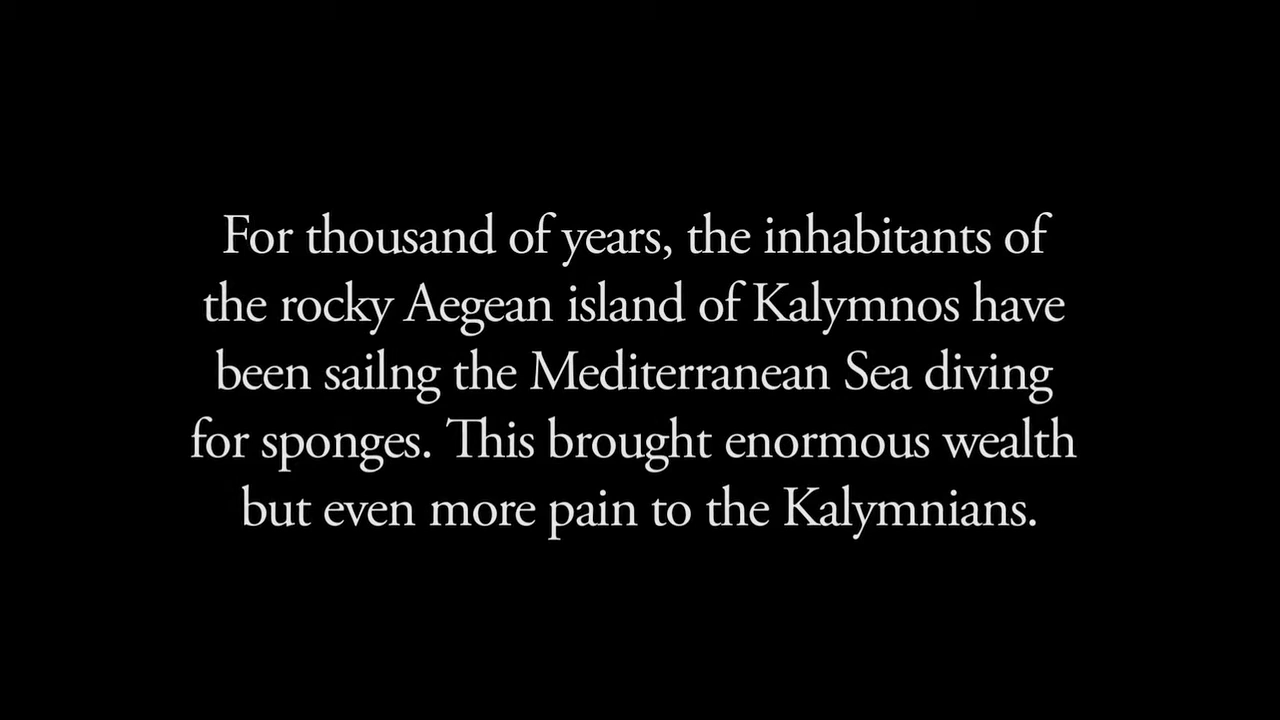 For thousand of years, the inhabitants of
the rocky Aegean island of Kalymnos have
been sailng the Mediterranean Sea diving
for sponges. This brought enormous wealth
but even more pain to the Kalymnians.